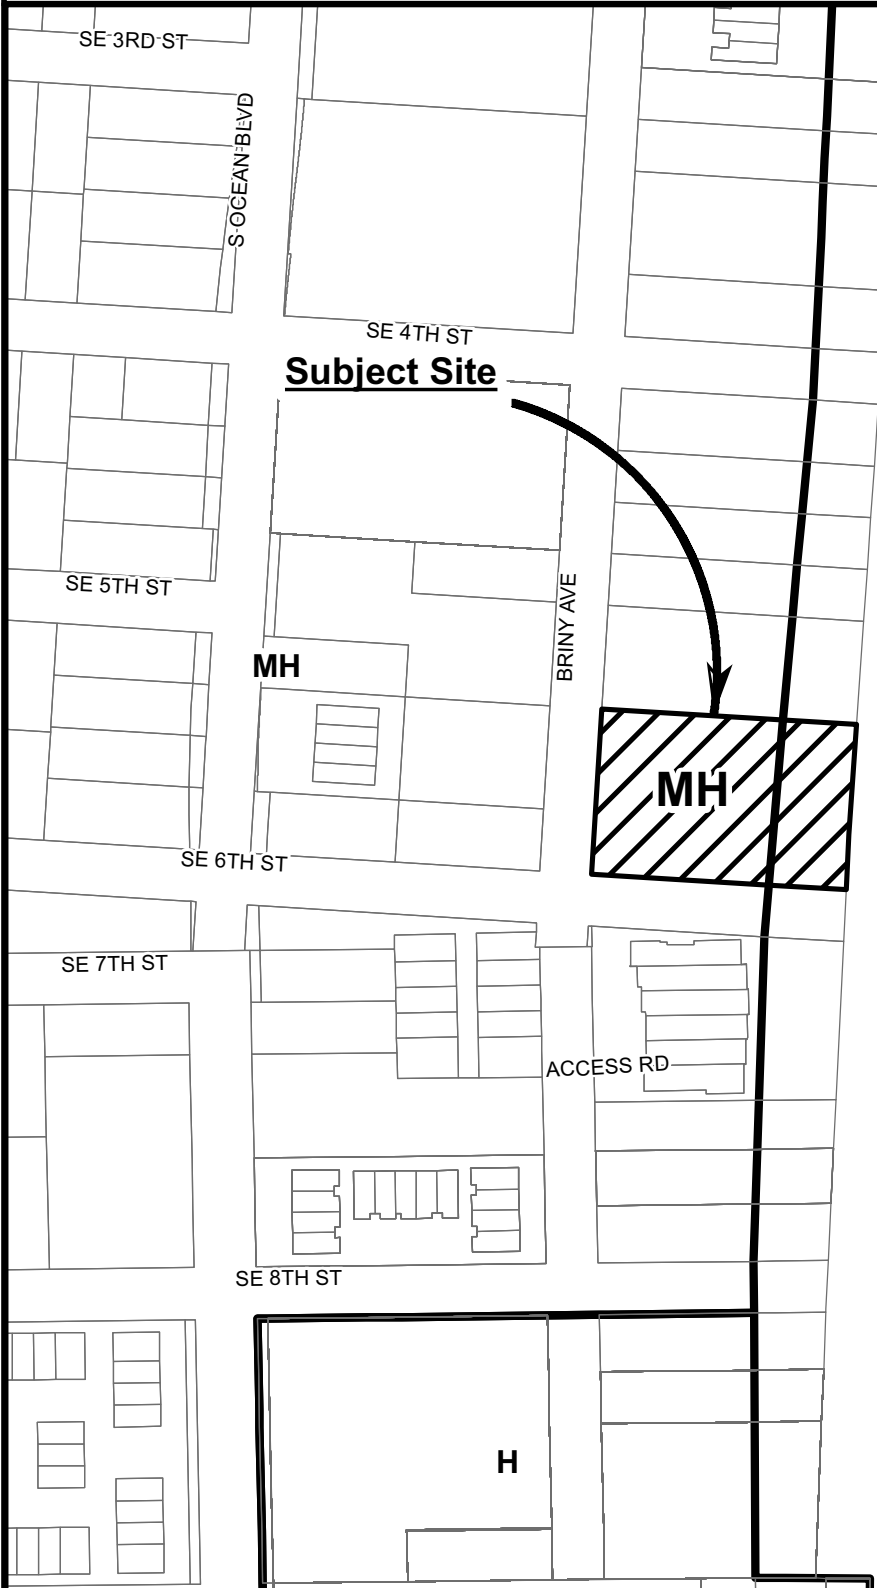 SE 3RD ST
S OCEAN BLVD
SE 4TH ST
Subject Site
SE 5TH ST
BRINY AVE
MH
MH
SE 6TH ST
SE 7TH ST
ACCESS RD
SE 8TH ST
H